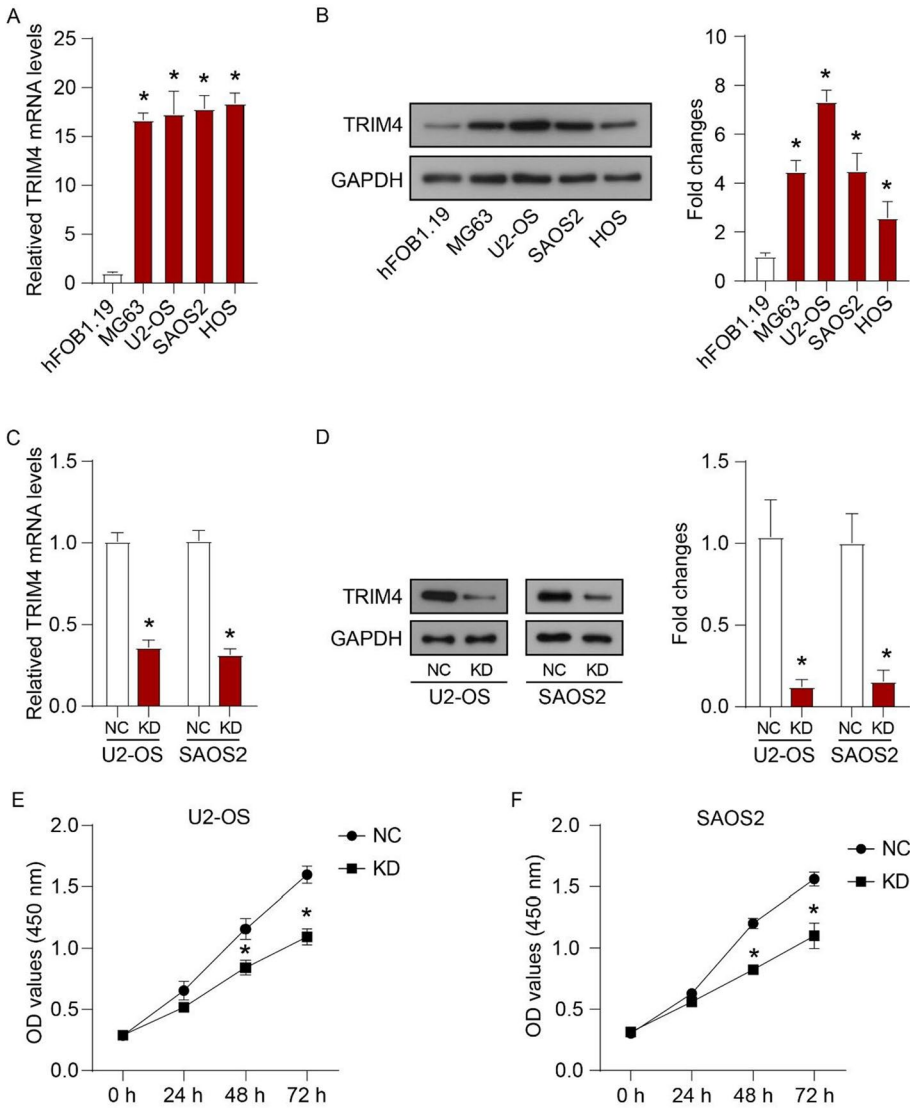 A
Relatived TRIM4 mRNA levels
25
20
15
10
5
0
* * * *
hFOB1.19 MG63 U2-OS SAOS2 HOS
B
TRIM4
GAPDH
hFOB1.19 MG63 U2-OS SAOS2 HOS
Fold changes
10
8
6
4
2
0
* * * *
hFOB1.19 MG63 U2-OS SAOS2 HOS
C
Relatived TRIM4 mRNA levels
1.5
1.0
0.5
0.0
* *
NC KD NC KD
U2-OS SAOS2
D
TRIM4
GAPDH
NC KD NC KD
U2-OS SAOS2
Fold changes
1.5
1.0
0.5
0.0
* *
NC KD NC KD
U2-OS SAOS2
E
U2-OS
OD values (450 nm)
2.0
1.5
1.0
0.5
0.0
* *
0 h 24 h 48 h 72 h
NC
KD
F
SAOS2
OD values (450 nm)
2.0
1.5
1.0
0.5
0.0
* *
0 h 24 h 48 h 72 h
NC
KD